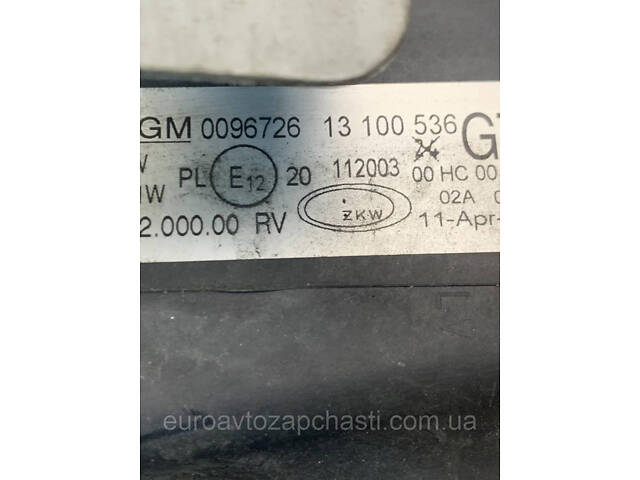 GM 0096726 13 100 536 G
W PL E12 20 112003 00 HC 00
W ZKW 02A
2.000.00 RV 11-Apr-
euroavtozapchasti.com.ua